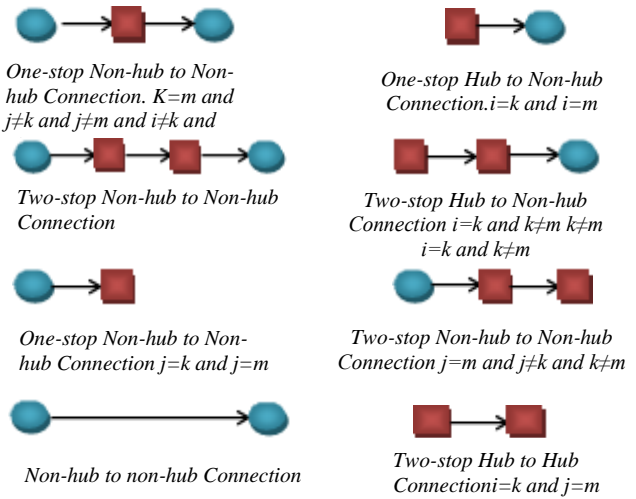 One-stop Non-hub to Non-
hub Connection. K=m and
j≠k and j≠m and i≠k and
One-stop Hub to Non-hub
Connection.i=k and i=m
Two-stop Non-hub to Non-hub
Connection
Two-stop Hub to Non-hub
Connection i=k and k≠m k≠m
i=k and k≠m
One-stop Non-hub to Non-
hub Connection j=k and j=m
Two-stop Non-hub to Non-hub
Connection j=m and j≠k and k≠m
Non-hub to non-hub Connection
Two-stop Hub to Hub
Connectioni=k and j=m